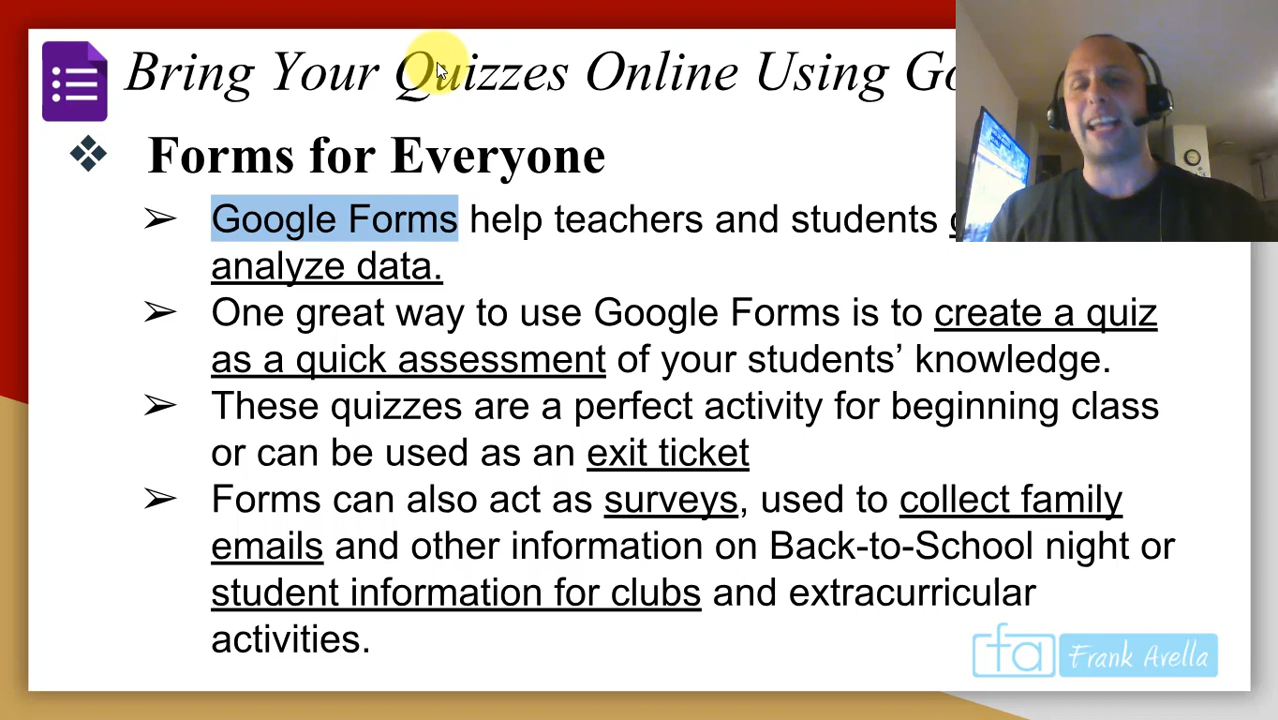 Bring Your Quizzes Online Using Go
Forms for Everyone
Google Forms help teachers and students
analyze data.
One great way to use Google Forms is to create a quiz
as a quick assessment of your students’ knowledge.
These quizzes are a perfect activity for beginning class
or can be used as an exit ticket
Forms can also act as surveys, used to collect family
emails and other information on Back-to-School night or
student information for clubs and extracurricular
activities.
fa Frank Avella